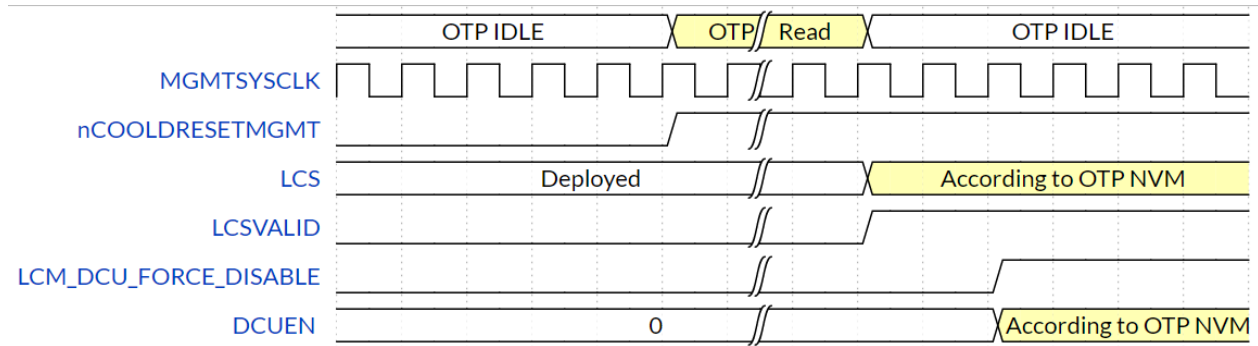 OTP IDLE OTP Read OTP IDLE
MGMTSYSCLK
nCOOLDRESETMGMT
LCS Deployed According to OTP NVM
LCSVALID
LCM_DCU_FORCE_DISABLE
DCUEN 0 According to OTP NVM